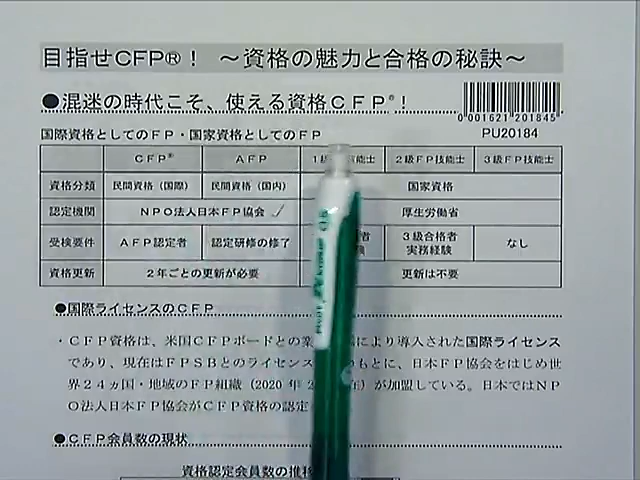 目指せCFP®！ ～資格の魅力と合格の秘訣～
●混迷の時代こそ、使える資格ＣＦＰ®！
0 001621 201845
国際資格としてのＦＰ・国家資格としてのＦＰ
PU20184
ＣＦＰ® ＡＦＰ １級 技能士 ２級ＦＰ技能士 ３級ＦＰ技能士
資格分類 民間資格（国際） 民間資格（国内） 国家資格
認定機関 ＮＰＯ法人日本ＦＰ協会 厚生労働省
受検要件 ＡＦＰ認定者 認定研修の修了 者 ３級合格者 なし
験 実務経験
資格更新 ２年ごとの更新が必要 更新は不要
●国際ライセンスのＣＦＰ
・ＣＦＰ資格は、米国ＣＦＰボードとの業 により導入された国際ライセンス
であり、現在はＦＰＳＢとのライセンス もとに、日本ＦＰ協会をはじめ世
界２４ヵ国・地域のＦＰ組織（2020 年 2 在）が加盟している。日本ではＮＰ
Ｏ法人日本ＦＰ協会がＣＦＰ資格の認定
●ＣＦＰ会員数の現状
資格認定会員数の推移